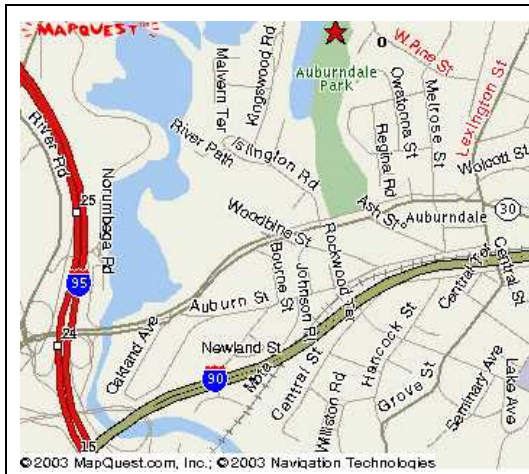 MAPQUEST
Malvern Ter
Kingswood Rd
o
W Pine St
Auburndale
Park
Lexington St
Owatonna St
Melrose St
River Rd
River Path
Islington Rd
Reginal Rd
Wolcott St
Norumbega Rd
25
Woodbine St
Ash St
Auburndale
30
Rockwood Ter
95
Bourne St
Johnson Pl
Central Ter
Central St
Auburn St
24
Oakland Ave
Newland St
90
Central St
Hancock St
Grove St
Williston Rd
Seminary Ave
Lake Ave
15
©2003 MapQuest.com, Inc.; ©2003 Navigation Technologies